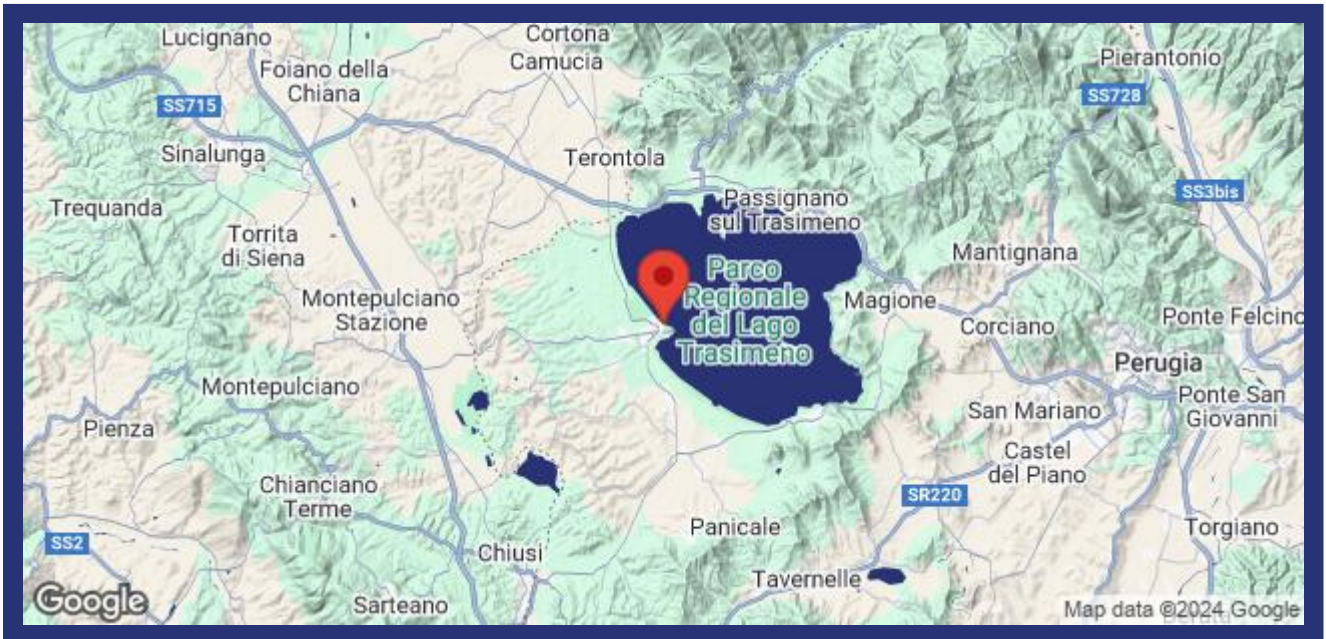 Lucignano
Cortona
Camucia
Pierantonio
Foiano della
Chiana
SS728
SS715
Sinalunga
Terontola
SS3bis
Passignano
sul Trasimeno
Trequanda
Torrita
di Siena
Mantignana
Parco
Regionale
del Lago
Trasimeno
Montepulciano
Stazione
Magione
Corciano
Ponte Felcino
Perugia
Montepulciano
Ponte San
Giovanni
San Mariano
Pienza
Castel
del Piano
Chianciano
Terme
SR220
Panicale
Torgiano
SS2
Chiusi
Tavernelle
Google
Sarteano
Map data ©2024 Google